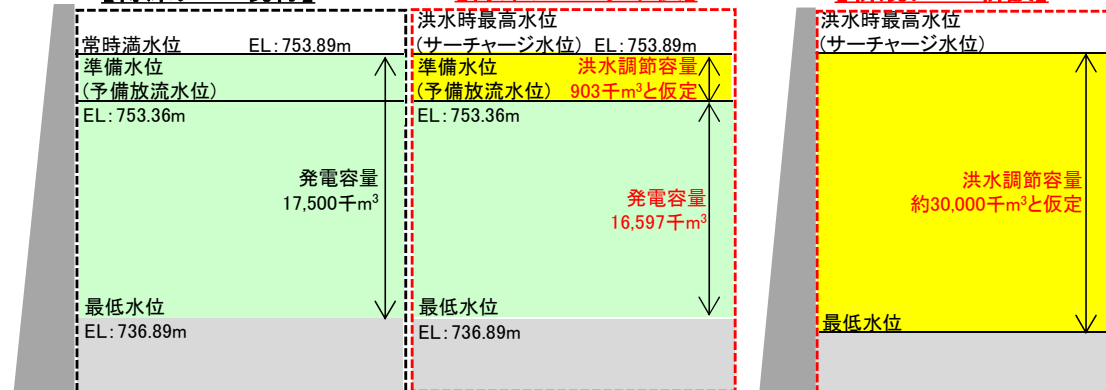 常時満水位 EL:753.89m
準備水位
(予備放流水位)
EL:753.36m
発電容量
17,500千m³
最低水位
EL:736.89m
洪水時最高水位
(サーチャージ水位) EL:753.89m
準備水位 洪水調節容量
(予備放流水位) 903千m³と仮定
EL:753.36m
発電容量
16,597千m³
最低水位
EL:736.89m
洪水時最高水位
(サーチャージ水位)
洪水調節容量
約30,000千m³と仮定
最低水位